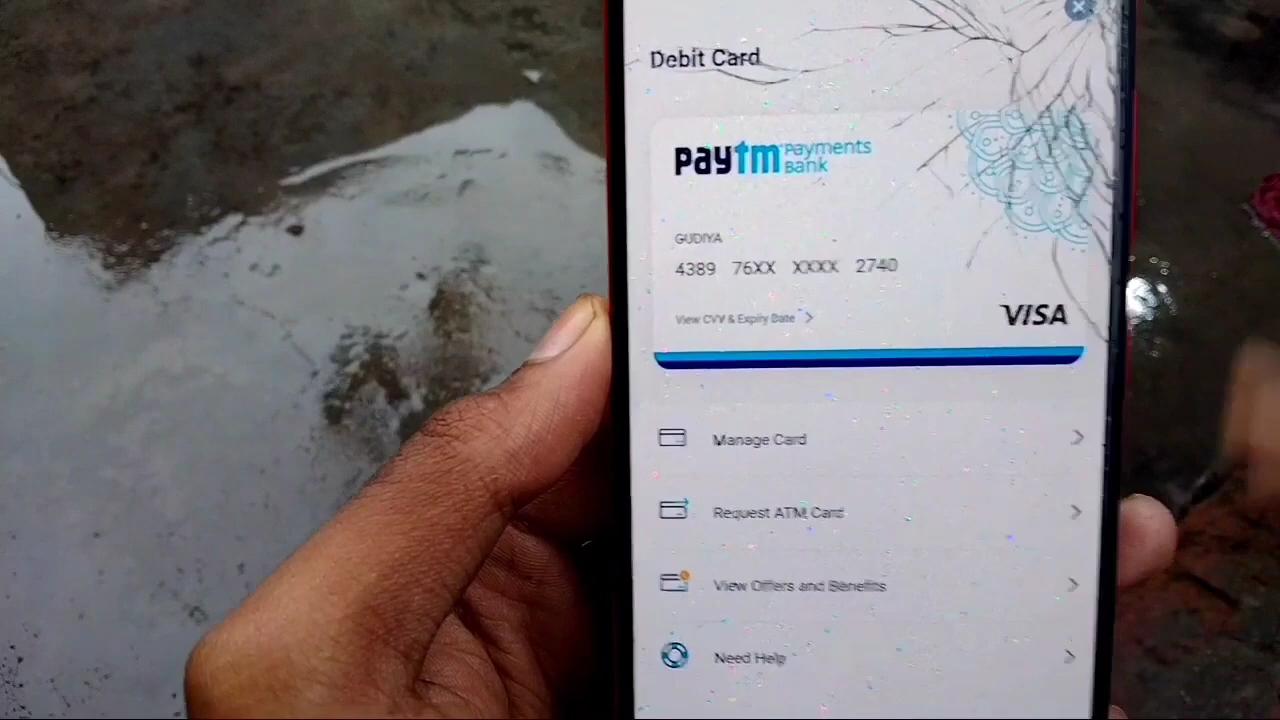 Debit Card
paytm Payments
Bank
GUDIYA
4389 76XX XXXX 2740
View CVV & Expiry Date
VISA
Manage Card
Request ATM Card
View Offers and Benefits
Need Help